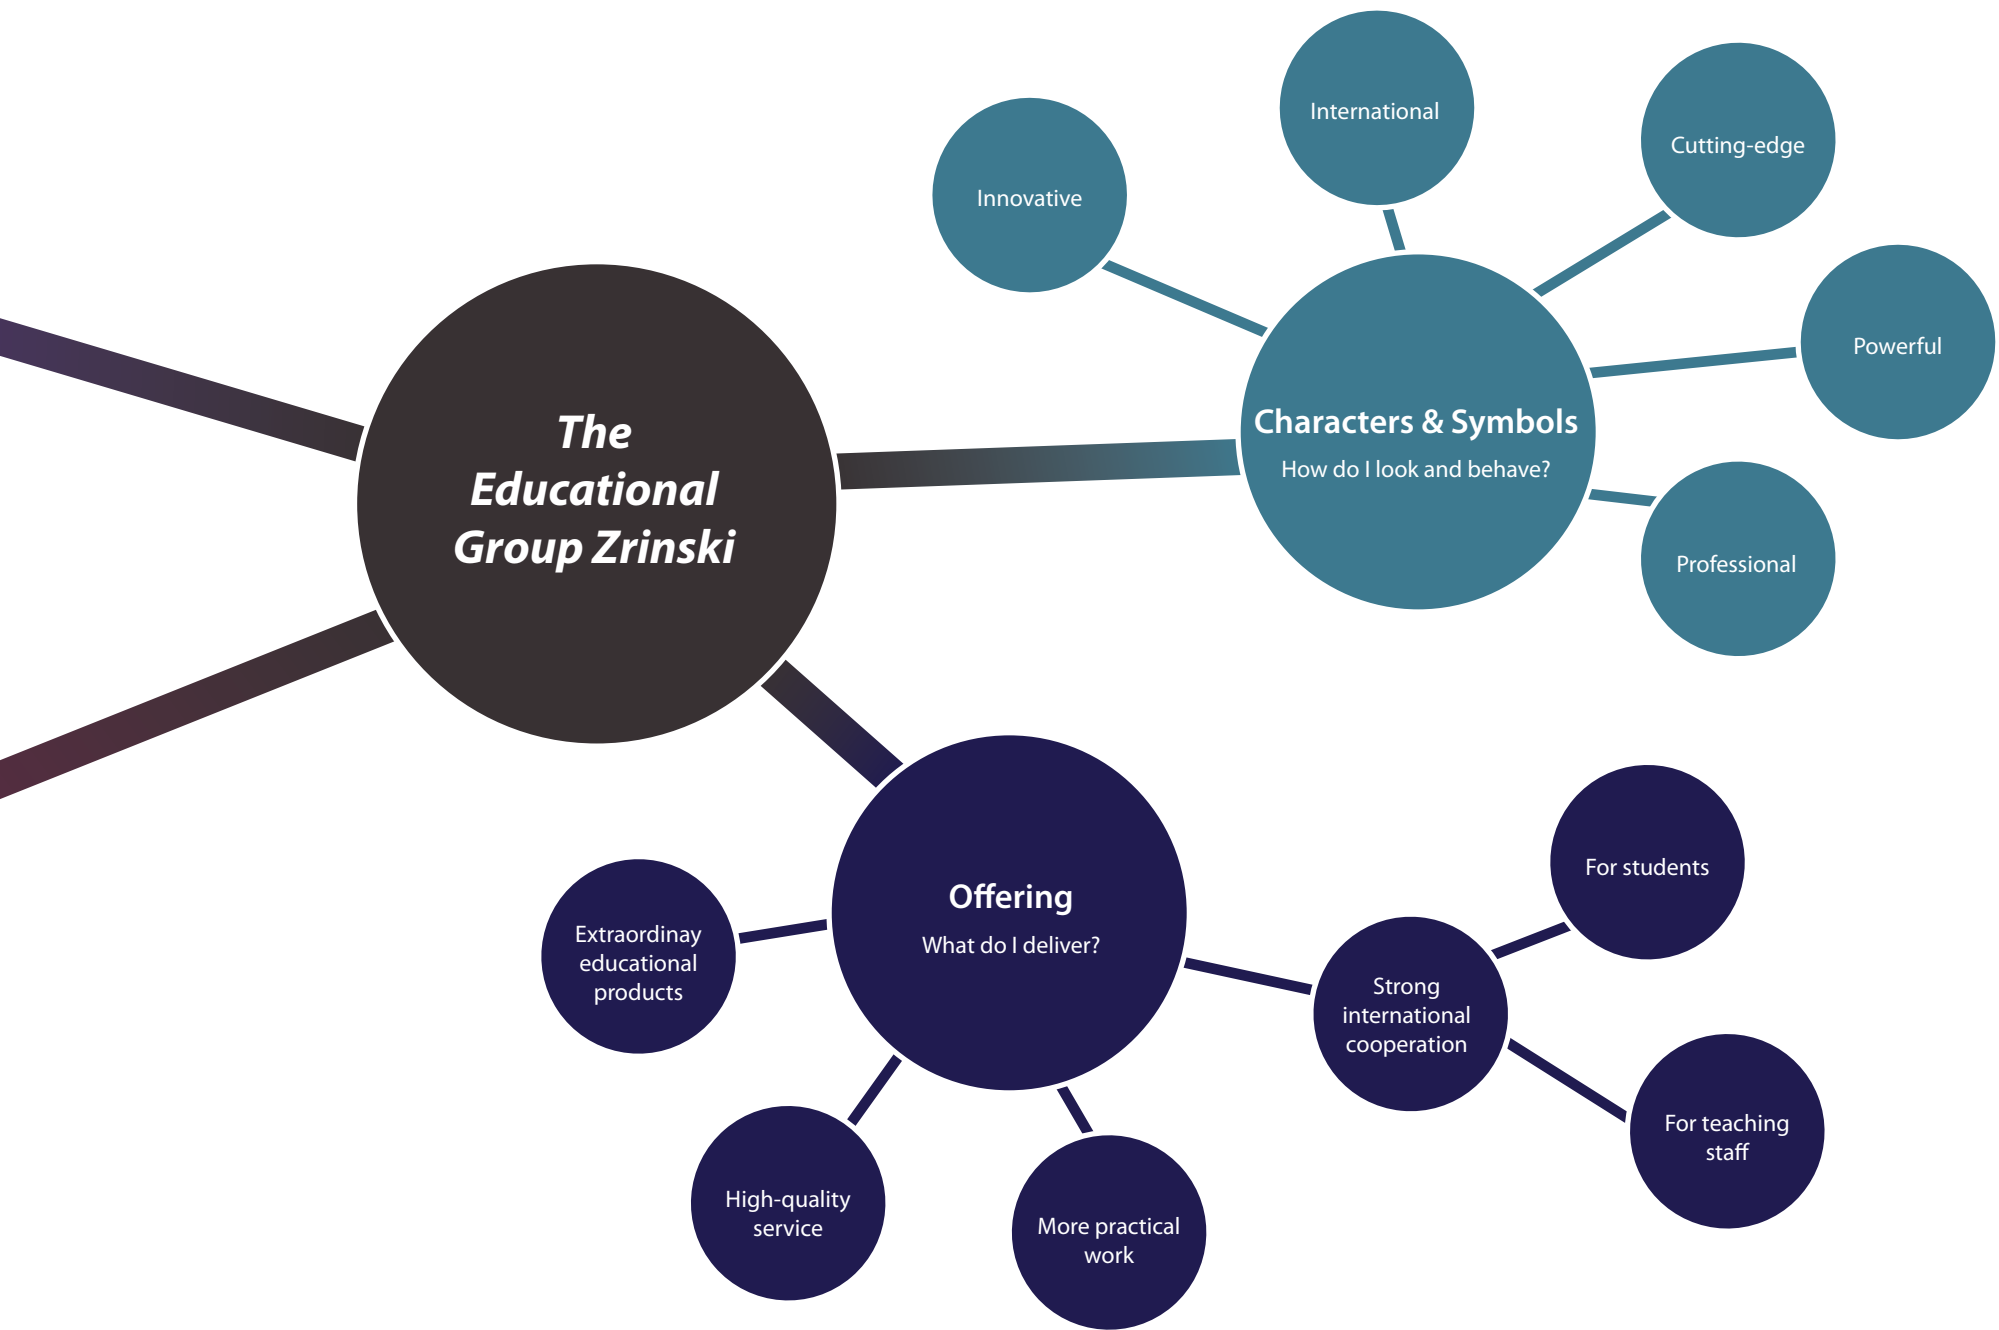 The
Educational
Group Zrinski
Characters & Symbols
How do I look and behave?
Innovative
International
Cutting-edge
Powerful
Professional
Offering
What do I deliver?
Extraordinay
educational
products
High-quality
service
More practical
work
Strong
international
cooperation
For students
For teaching
staff